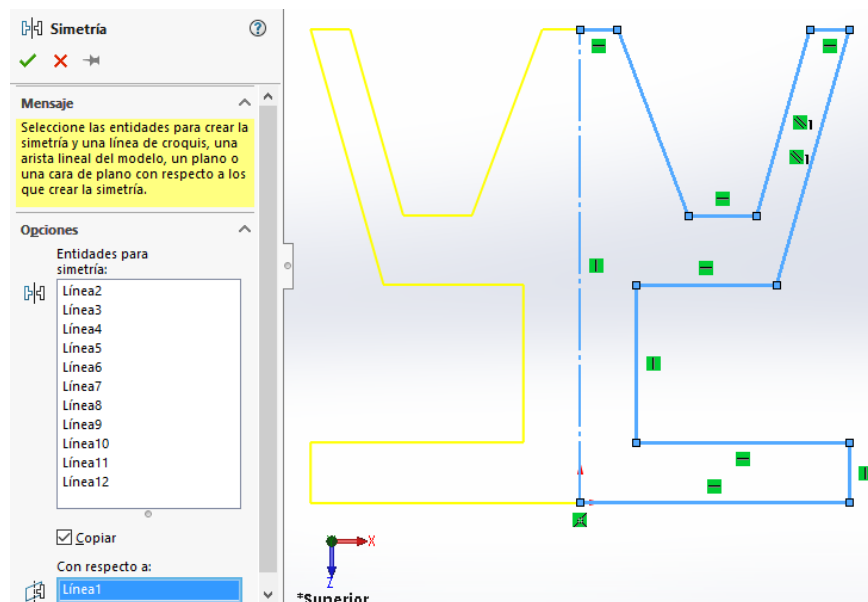 Simetría
Mensaje
Seleccione las entidades para crear la
simetría y una línea de croquis, una
arista lineal del modelo, un plano o
una cara de plano con respecto a los
que crear la simetría.
Opciones
Entidades para
simetría:
Línea2
Línea3
Línea4
Línea5
Línea6
Línea7
Línea8
Línea9
Línea10
Línea11
Línea12
Copiar
Con respecto a:
Línea1
1
1
X
Z
*Superior